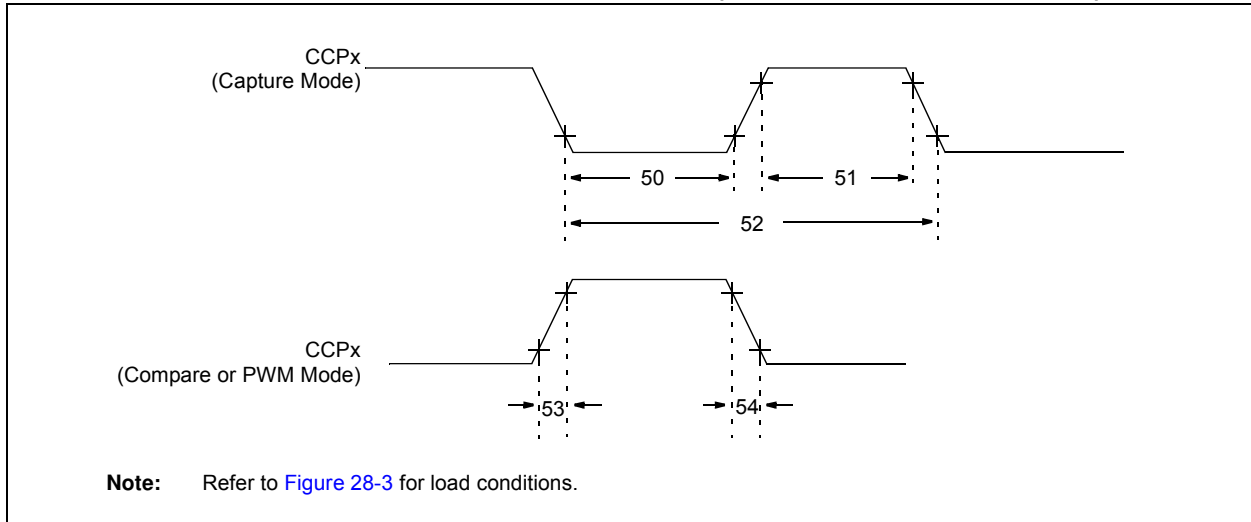 CCPx
(Capture Mode)
50
51
52
CCPx
(Compare or PWM Mode)
53
54
Note: Refer to Figure 28-3 for load conditions.